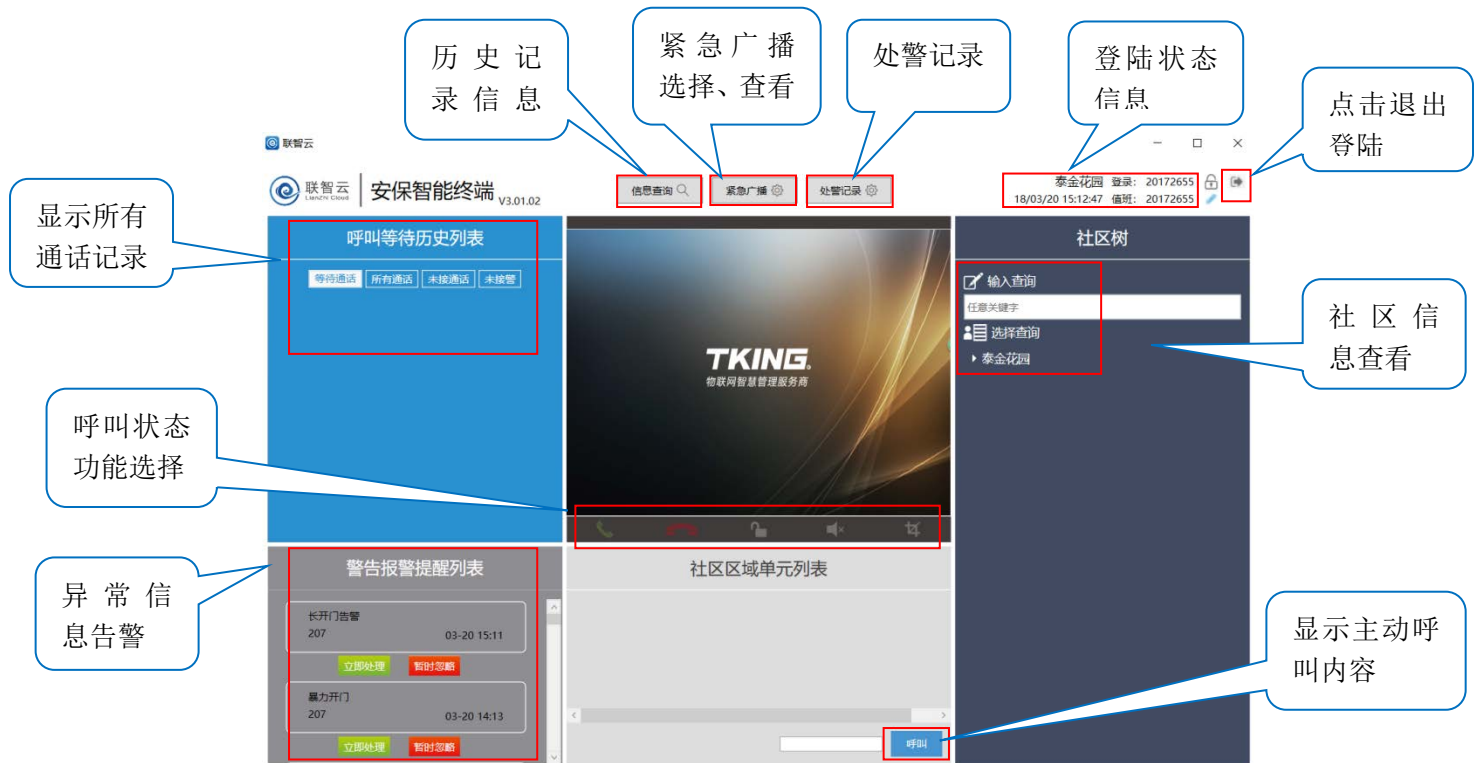 历史记
录信息
紧急广播
选择、查看
处警记录
登陆状态
信息
点击退出
登陆
联智云
联智云
LianZhi Cloud
安保智能终端 V3.01.02
信息查询
紧急广播
处警记录
泰金花园 登录: 20172655
18/03/20 15:12:47 值班: 20172655
显示所有
通话记录
呼叫等待历史列表
等待通话 所有通话 未接通话 未接警
TKING.
物联网智慧管理服务商
社区树
输入查询
任意关键字
选择查询
泰金花园
社区信
息查看
呼叫状态
功能选择
异常信
息告警
警告报警提醒列表
长开门告警
207 03-20 15:11
立即处理 暂时忽略
暴力开门
207 03-20 14:13
立即处理 暂时忽略
社区区域单元列表
呼叫
显示主动呼
叫内容